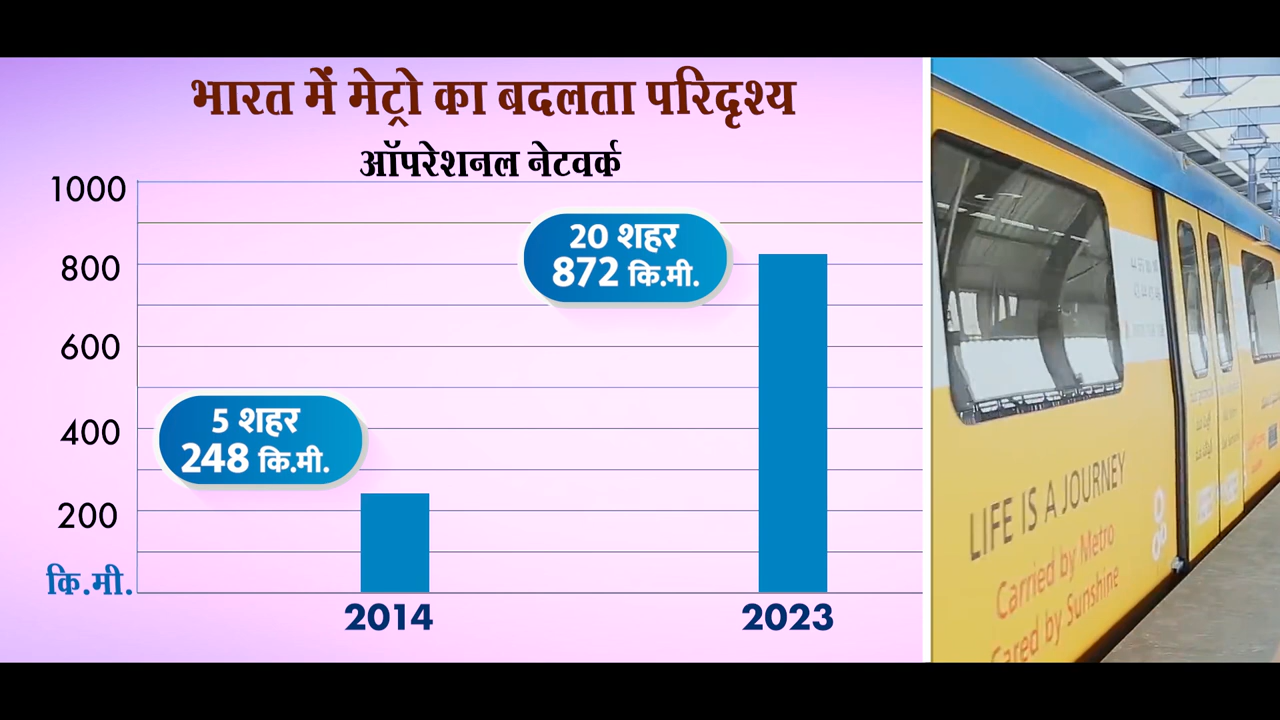 भारत में मेट्रो का बदलता परिदृश्य
ऑपरेशनल नेटवर्क
1000
800
600
400
200
कि.मी.
5 शहर
248 कि.मी.
20 शहर
872 कि.मी.
2014
2023
LIFE IS A JOURNEY
Carried by Metro
by Sunshine